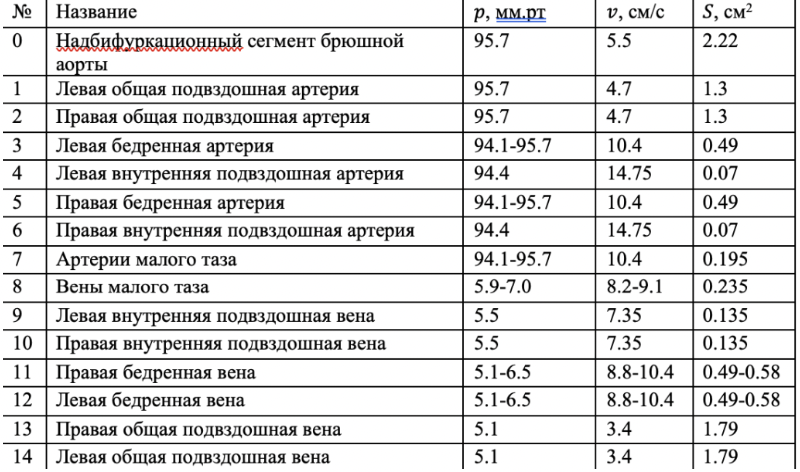 № Название p, мм.рт v, см/с S, см²
0 Надбифуркационный сегмент брюшной 95.7 5.5 2.22
аорты
1 Левая общая подвздошная артерия 95.7 4.7 1.3
2 Правая общая подвздошная артерия 95.7 4.7 1.3
3 Левая бедренная артерия 94.1-95.7 10.4 0.49
4 Левая внутренняя подвздошная артерия 94.4 14.75 0.07
5 Правая бедренная артерия 94.1-95.7 10.4 0.49
6 Правая внутренняя подвздошная артерия 94.4 14.75 0.07
7 Артерии малого таза 94.1-95.7 10.4 0.195
8 Вены малого таза 5.9-7.0 8.2-9.1 0.235
9 Левая внутренняя подвздошная вена 5.5 7.35 0.135
10 Правая внутренняя подвздошная вена 5.5 7.35 0.135
11 Правая бедренная вена 5.1-6.5 8.8-10.4 0.49-0.58
12 Левая бедренная вена 5.1-6.5 8.8-10.4 0.49-0.58
13 Правая общая подвздошная вена 5.1 3.4 1.79
14 Левая общая подвздошная вена 5.1 3.4 1.79